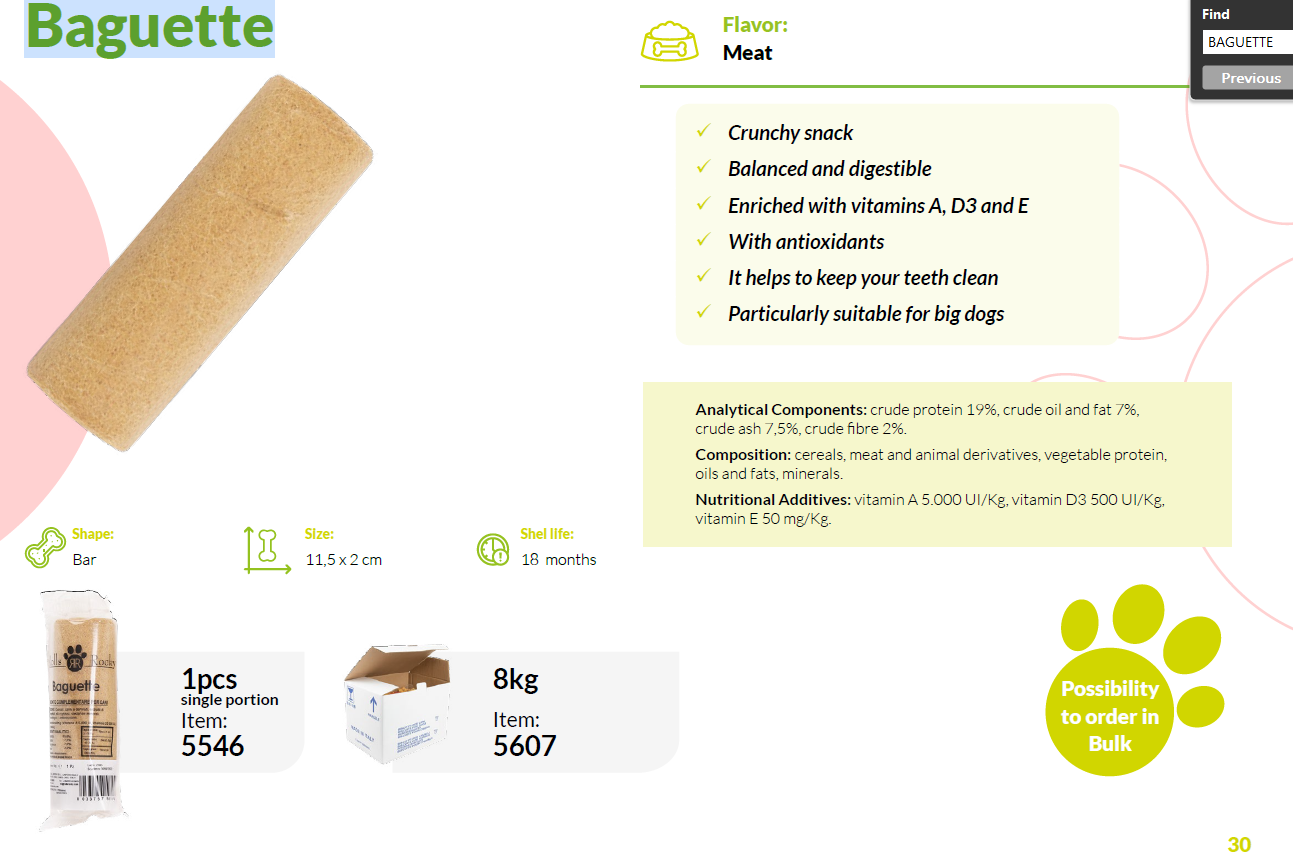 Baguette
Flavor:
Meat
Find
BAGUETTE
Previous
Crunchy snack
Balanced and digestible
Enriched with vitamins A, D3 and E
With antioxidants
It helps to keep your teeth clean
Particularly suitable for big dogs
Analytical Components: crude protein 19%, crude oil and fat 7%,
crude ash 7,5%, crude fibre 2%.
Composition: cereals, meat and animal derivatives, vegetable protein,
oils and fats, minerals.
Nutritional Additives: vitamin A 5.000 UI/Kg, vitamin D3 500 UI/Kg,
vitamin E 50 mg/Kg.
Shape:
Bar
Size:
11,5 x 2 cm
Shel life:
18 months
Baguette
1pcs
single portion
Item:
5546
8kg
Item:
5607
Possibility
to order in
Bulk
30